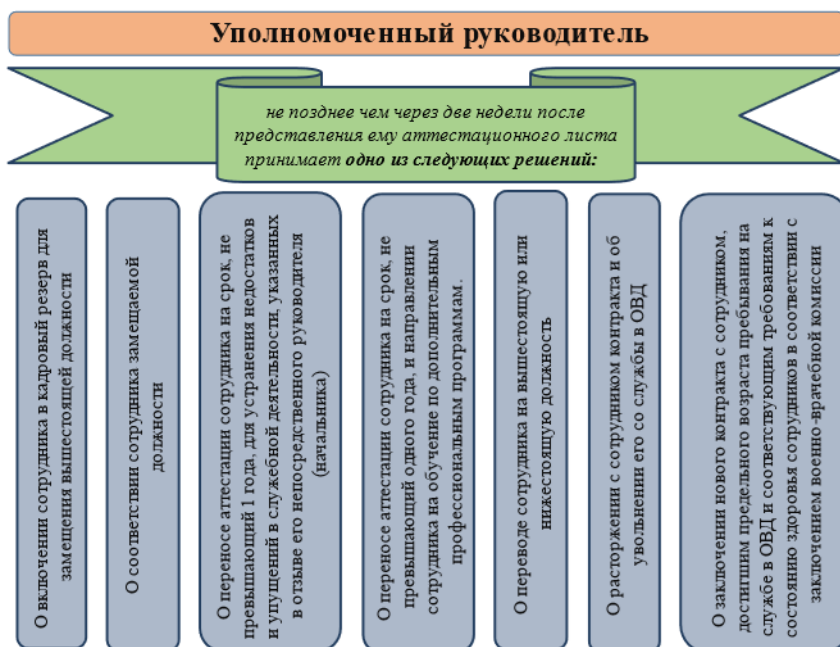 Уполномоченный руководитель
не позднее чем через две недели после
представления ему аттестационного листа
принимает одно из следующих решений:
О включении сотрудника в кадровый резерв для
замещения вышестоящей должности
О соответствии сотрудника замещаемой
должности
О переносе аттестации сотрудника на срок, не
превышающий 1 года, для устранения недостатков
и упущений в служебной деятельности, указанных
в отзыве его непосредственного руководителя
(начальника)
О переносе аттестации сотрудника на срок, не
превышающий одного года, и направлении
сотрудника на обучение по дополнительным
профессиональным программам.
О переводе сотрудника на вышестоящую или
нижестоящую должность
О расторжении с сотрудником контракта и об
увольнении его со службы в ОВД
О заключении нового контракта с сотрудником,
достигшим предельного возраста пребывания на
службе в ОВД и соответствующим требованиям к
состоянию здоровья сотрудников в соответствии с
заключением военно-врачебной комиссии